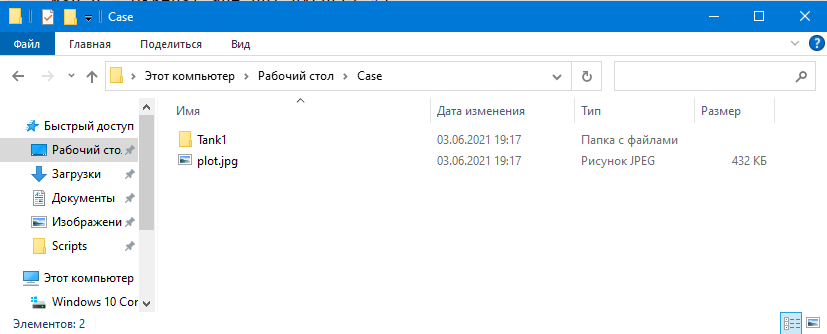 Case
Файл Главная Поделиться Вид
Этот компьютер Рабочий стол Case
Имя Дата изменения Тип Размер
Быстрый доступ
Рабочий сто.
Загрузки
Документы
Изображени
Scripts
Этот компьютер
Windows 10 Cor
Tank1 03.06.2021 19:17 Папка с файлами
plot.jpg 03.06.2021 19:17 Рисунок JPEG 432 КБ
Элементов: 2